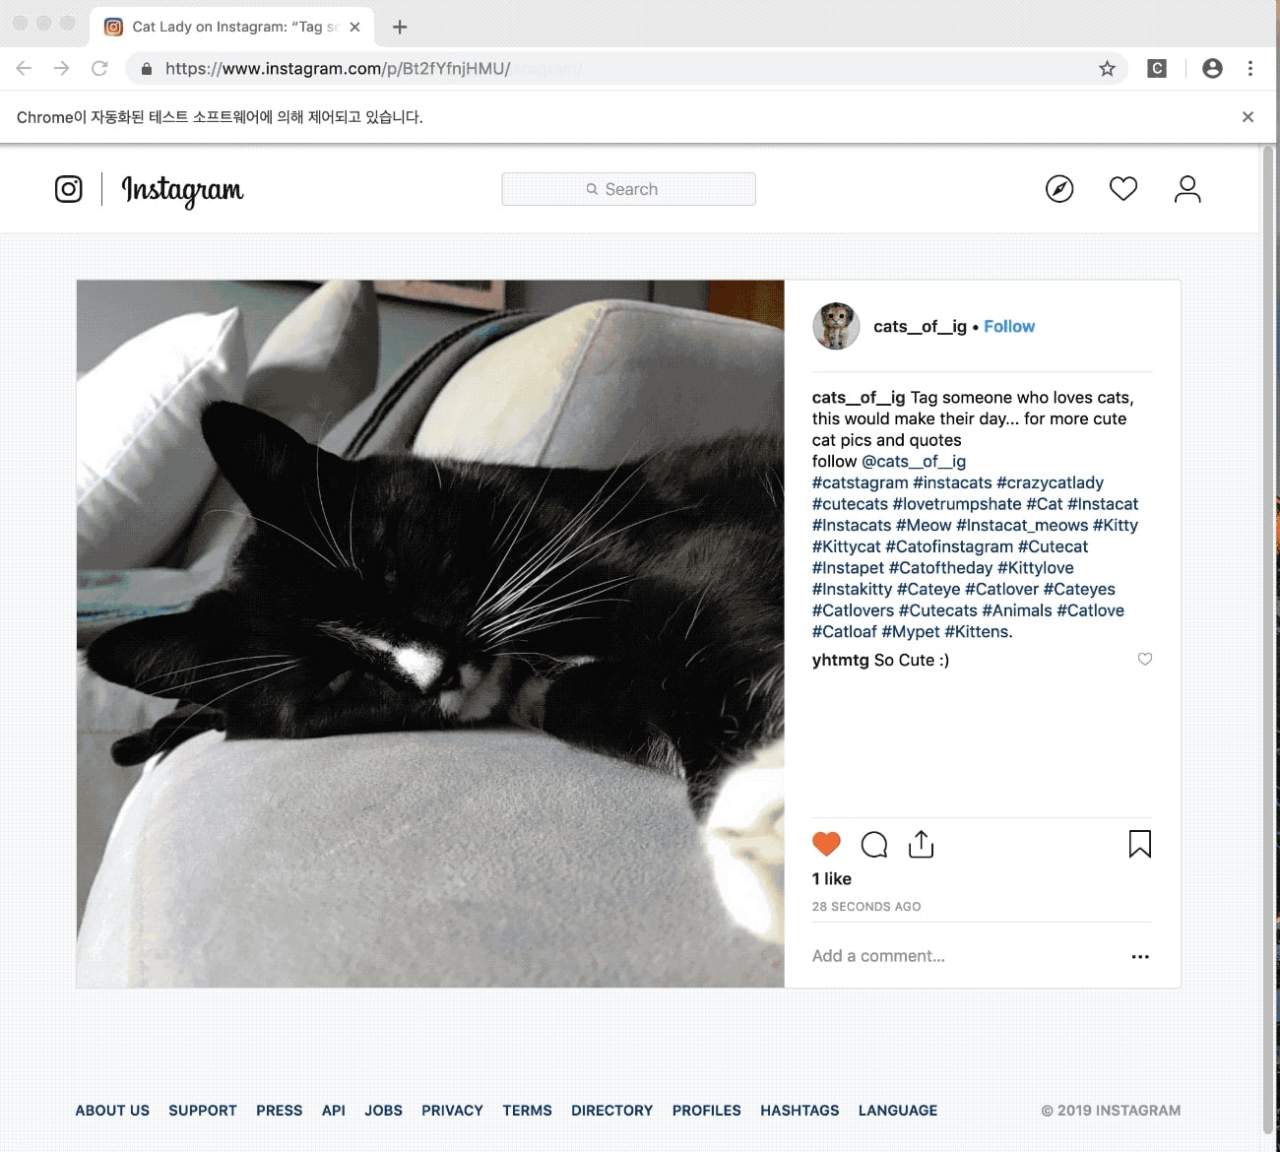 Cat Lady on Instagram: “Tag so
https://www.instagram.com/p/Bt2fYfnjHMU/
C
Chrome이 자동화된 테스트 소프트웨어에 의해 제어되고 있습니다.
Instagram
Search
cats__of__ig • Follow
cats__of__ig Tag someone who loves cats,
this would make their day... for more cute
cat pics and quotes
follow @cats__of__ig
#catstagram #instacats #crazycatlady
#cutecats #lovetrumpshate #Cat #Instacat
#Instacats #Meow #Instacat_meows #Kitty
#Kittycat #Catofinstagram #Cutecat
#Instapet #Catoftheday #Kittylove
#Instakitty #Cateye #Catlover #Cateyes
#Catlovers #Cutecats #Animals #Catlove
#Catloaf #Mypet #Kittens.
yhtmtg So Cute :)
1 like
28 SECONDS AGO
Add a comment...
ABOUT US SUPPORT PRESS API JOBS PRIVACY TERMS DIRECTORY PROFILES HASHTAGS LANGUAGE © 2019 INSTAGRAM